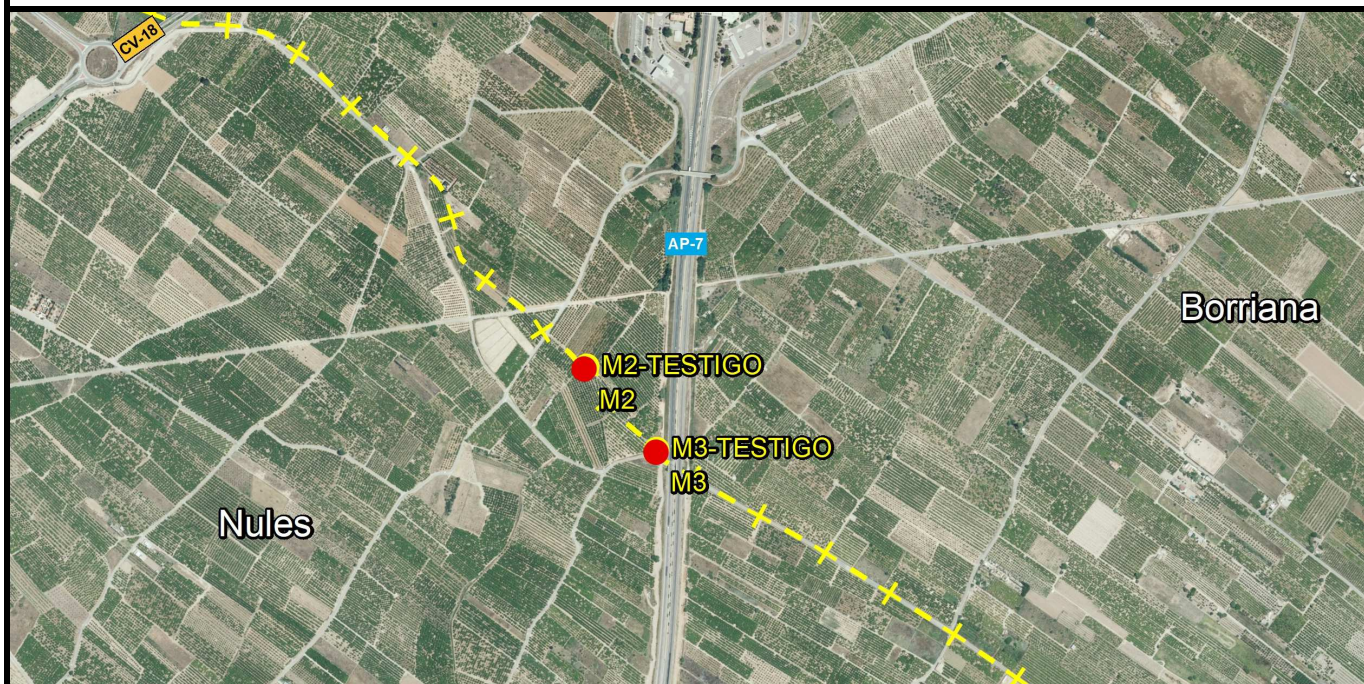 CV-18
AP-7
Borriana
M2-TESTIGO
M2
M3-TESTIGO
M3
Nules